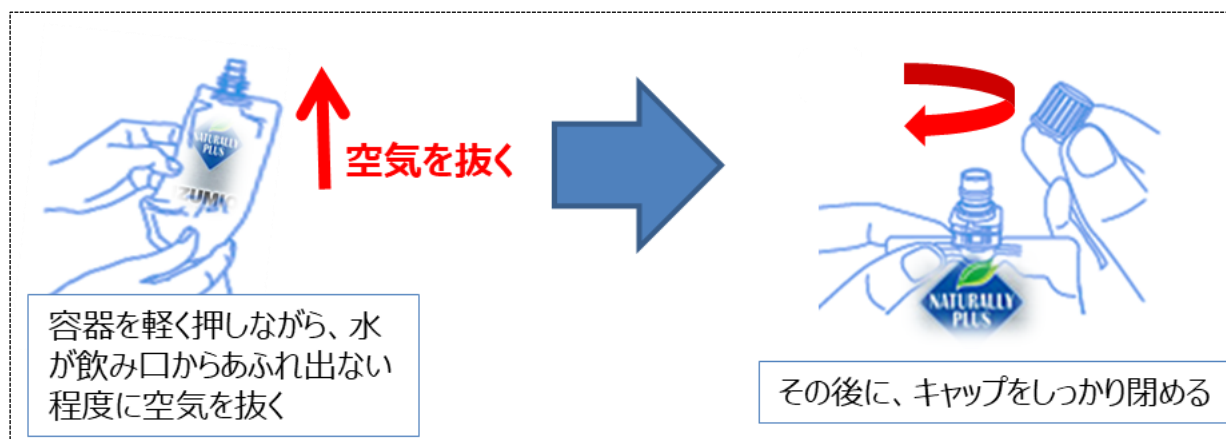 NATURALLY
PLUS
空気を抜く
容器を軽く押しながら、水
が飲み口からあふれ出ない
程度に空気を抜く
NATURALLY
PLUS
その後に、キャップをしっかり閉める